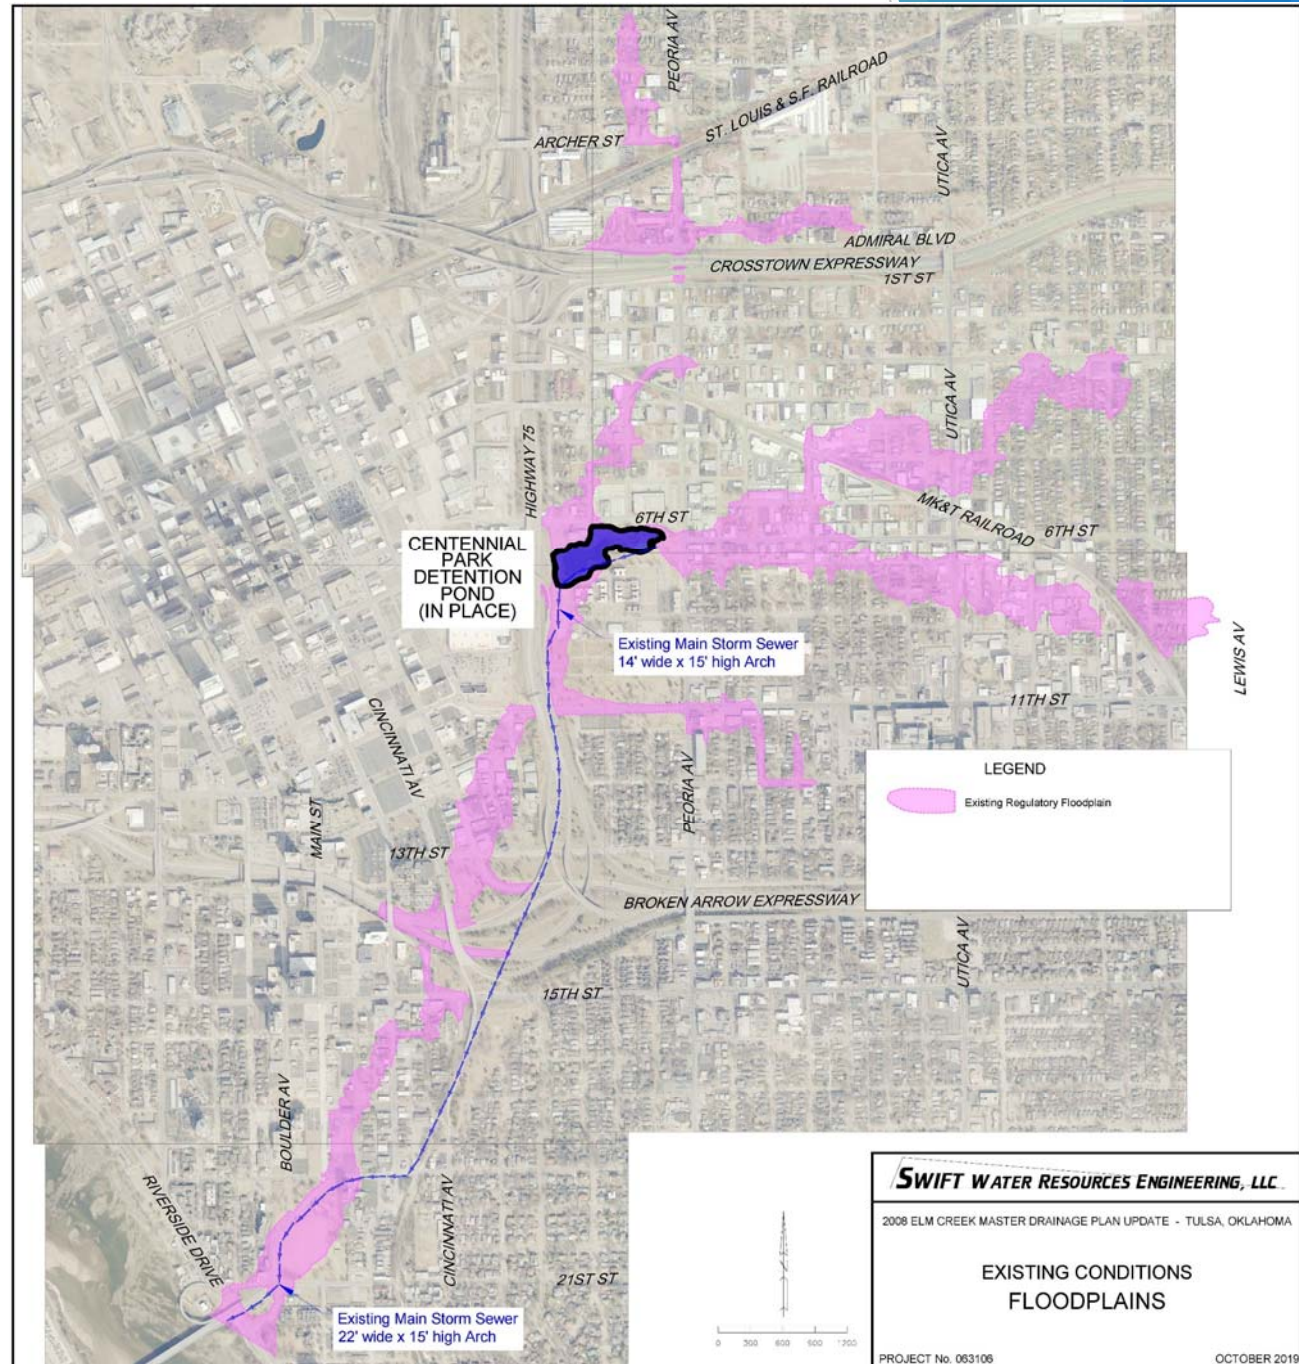 PEORIA AV
ST. LOUIS & S.F. RAILROAD
ARCHER ST
UTICA AV
ADMIRAL BLVD
CROSSTOWN EXPRESSWAY
1ST ST
UTICA AV
HIGHWAY 75
MK&T RAILROAD
6TH ST
6TH ST
CENTENNIAL
PARK
DETENTION
POND
(IN PLACE)
Existing Main Storm Sewer
14' wide x 15' high Arch
LEWIS AV
11TH ST
CINCINNATI AV
PEORIA AV
LEGEND
Existing Regulatory Floodplain
MAIN ST
13TH ST
BROKEN ARROW EXPRESSWAY
UTICA AV
15TH ST
BOULDER AV
RIVERSIDE DRIVE
CINCINNATI AV
21ST ST
Existing Main Storm Sewer
22' wide x 15' high Arch
0 300 600 900 1200
SWIFT WATER RESOURCES ENGINEERING, LLC
2008 ELM CREEK MASTER DRAINAGE PLAN UPDATE - TULSA, OKLAHOMA
EXISTING CONDITIONS
FLOODPLAINS
PROJECT No. 063106
OCTOBER 2019